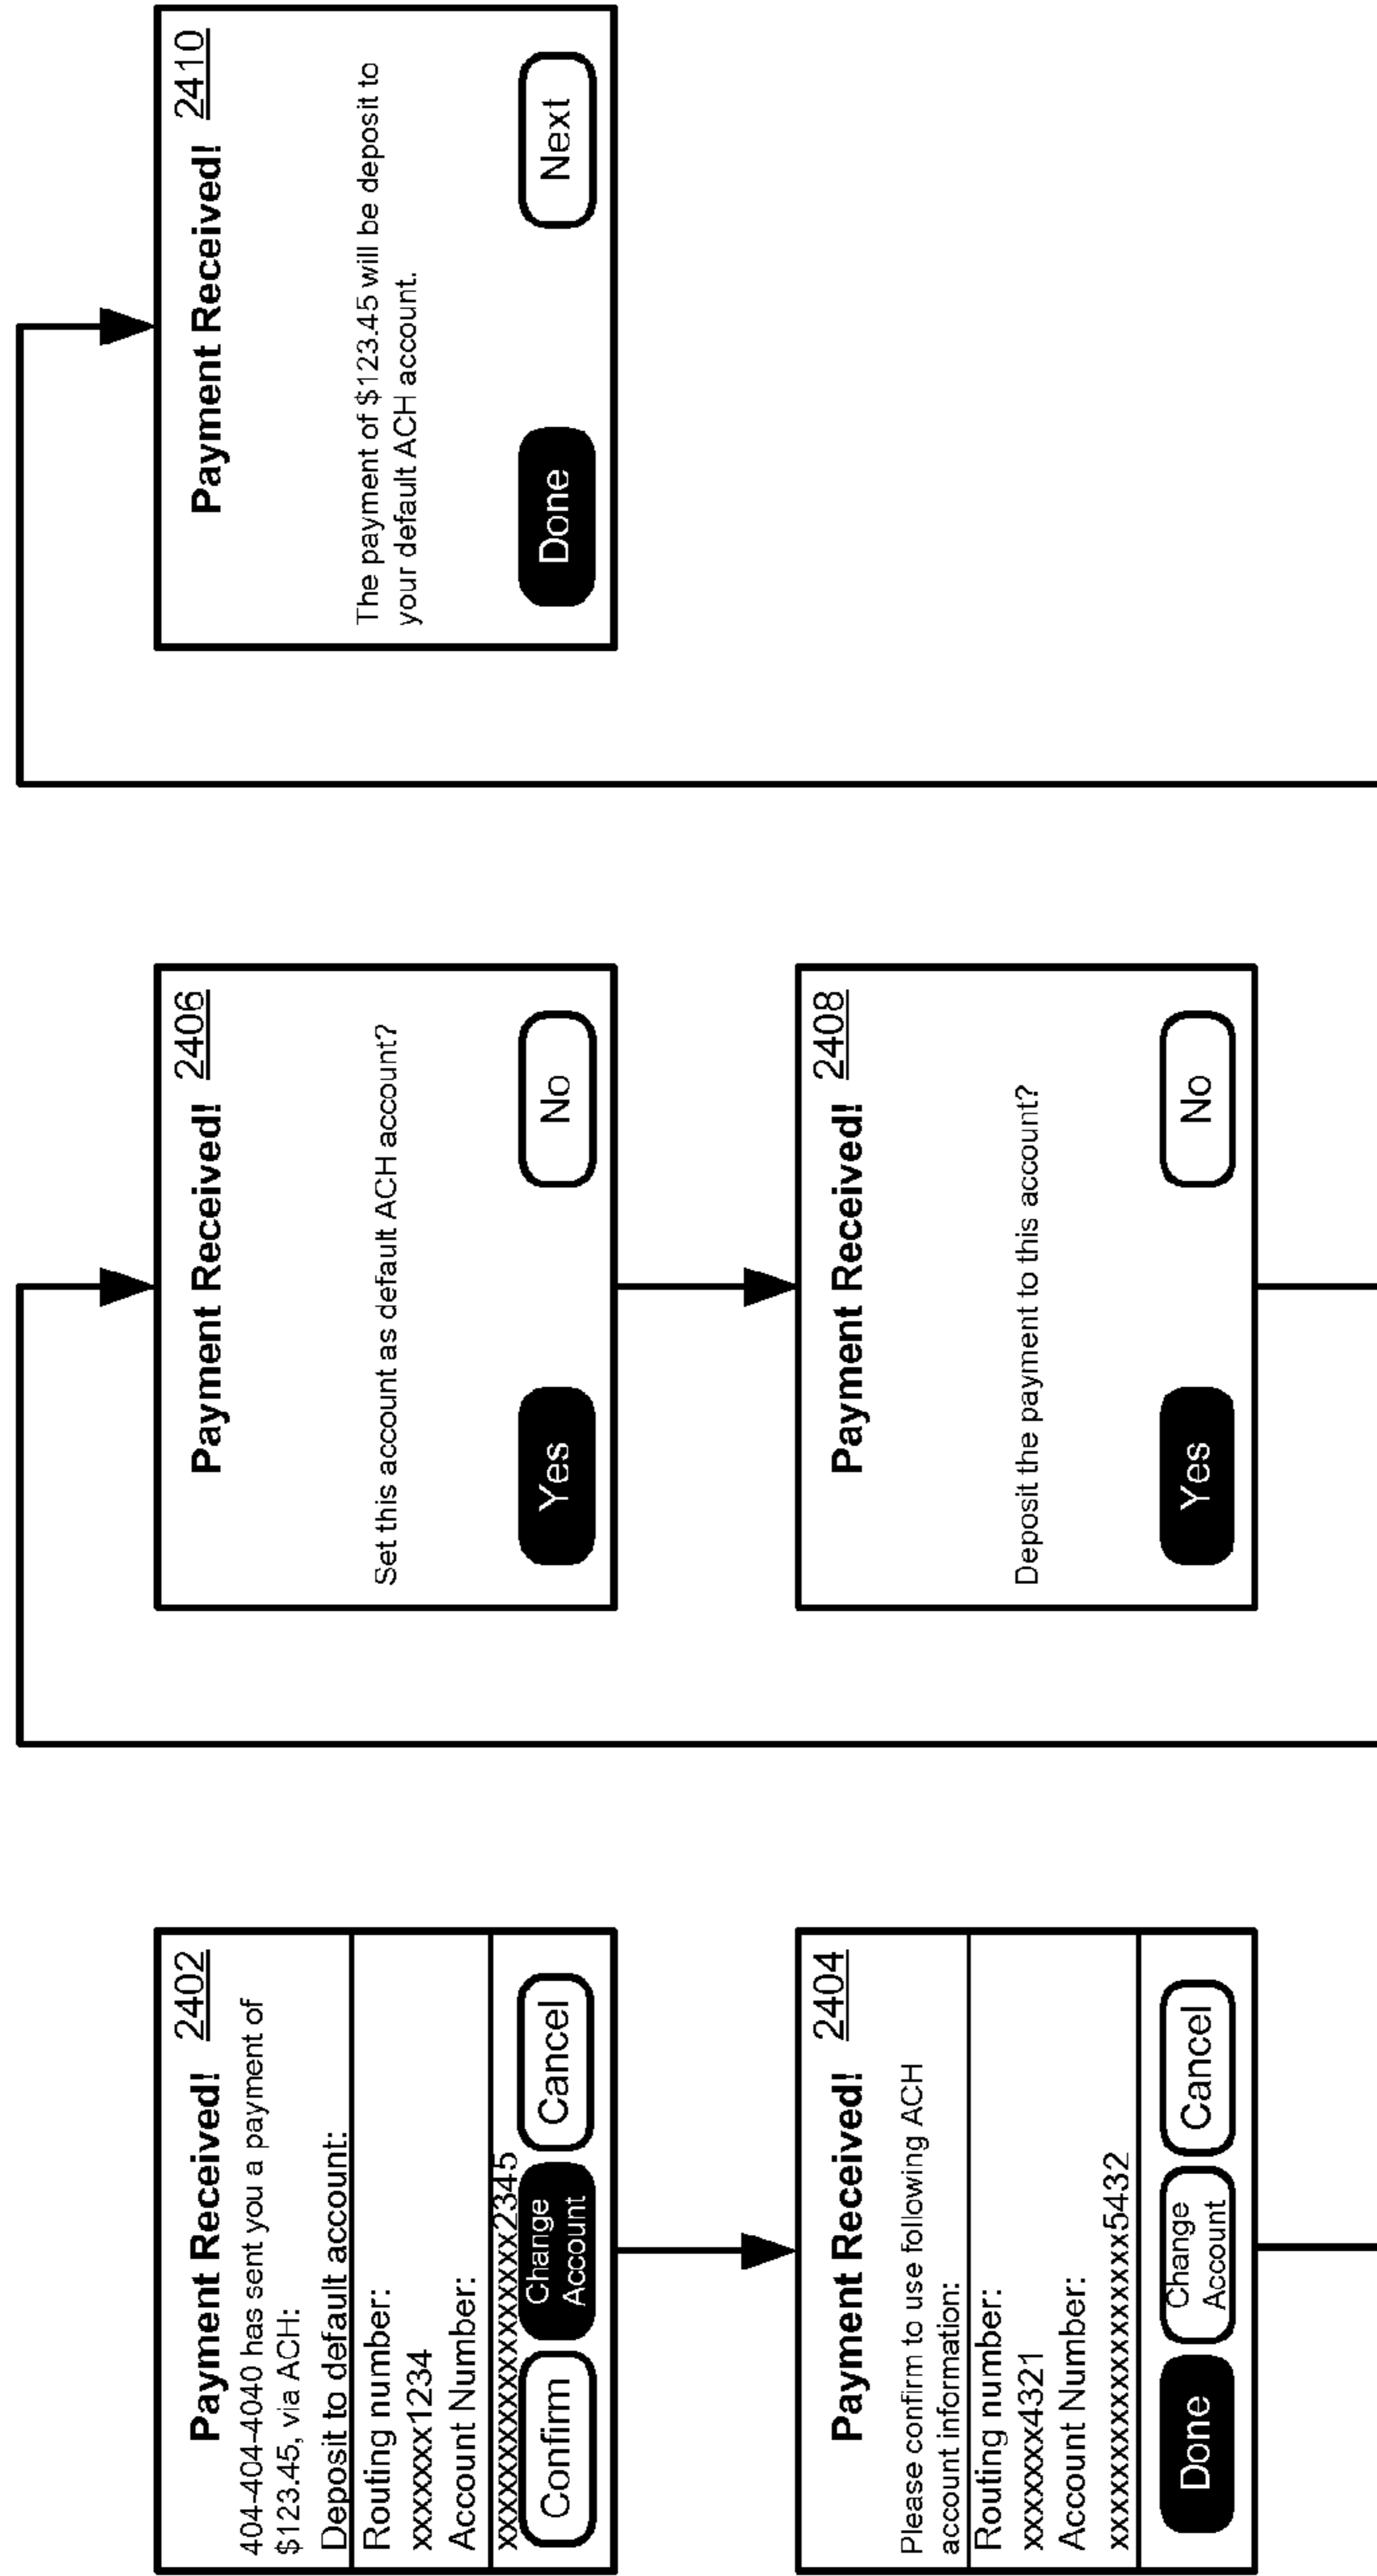 Payment Received! 2402
404-404-4040 has sent you a payment of
$123.45, via ACH:
Deposit to default account:
Routing number:
xxxxxxx1234
Account Number:
xxxxxxxxxxxxxxxxxxxxx2345
Confirm
Change
Account
Cancel
Payment Received! 2404
Please confirm to use following ACH
account information:
Routing number:
xxxxxxx4321
Account Number:
xxxxxxxxxxxxxxxxxxxxx5432
Done
Change
Account
Cancel
Payment Received! 2406
Set this account as default ACH account?
Yes
No
Payment Received! 2408
Deposit the payment to this account?
Yes
No
Payment Received! 2410
The payment of $123.45 will be deposit to
your default ACH account.
Done
Next